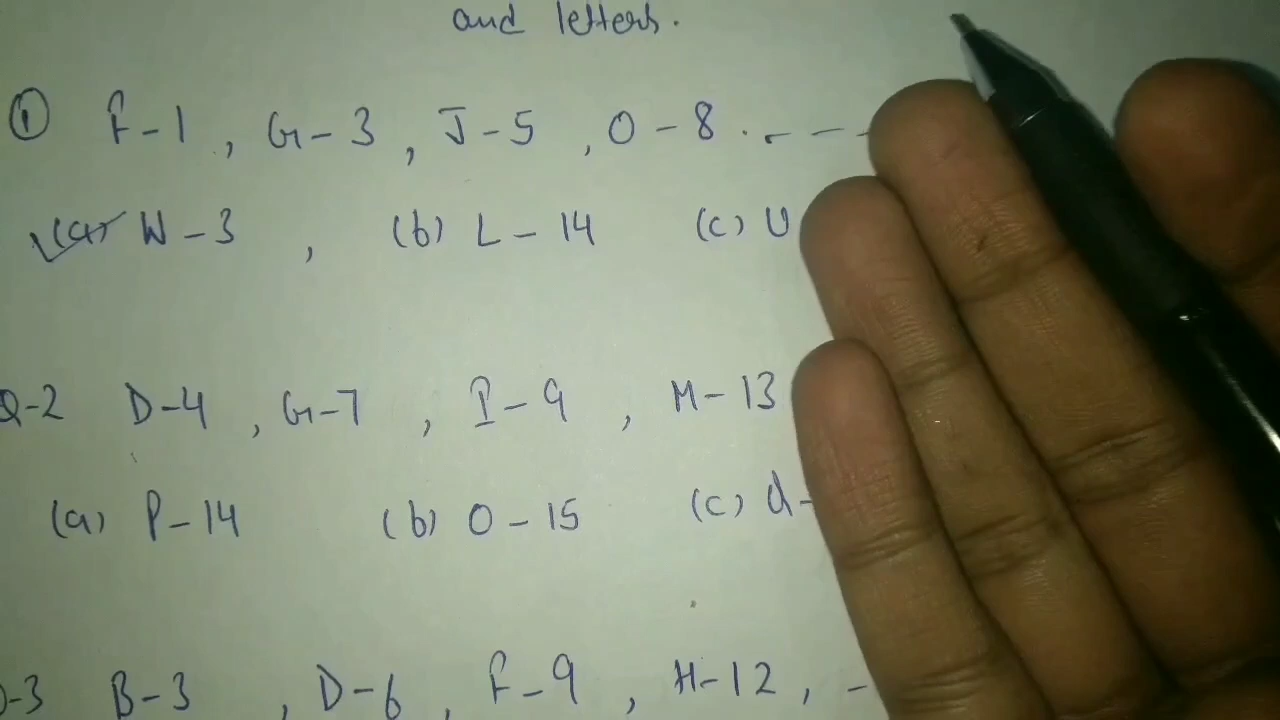 and letters.
① F-1 , G-3 , J-5 , O-8 . - - -
(a) W-3 , (b) L-14 (c) U
Q-2 D-4 , G-7 , I-9 , M-13
(a) P-14 (b) O-15 (c) Q-
Q-3 B-3 , D-6 , F-9 , H-12 , -